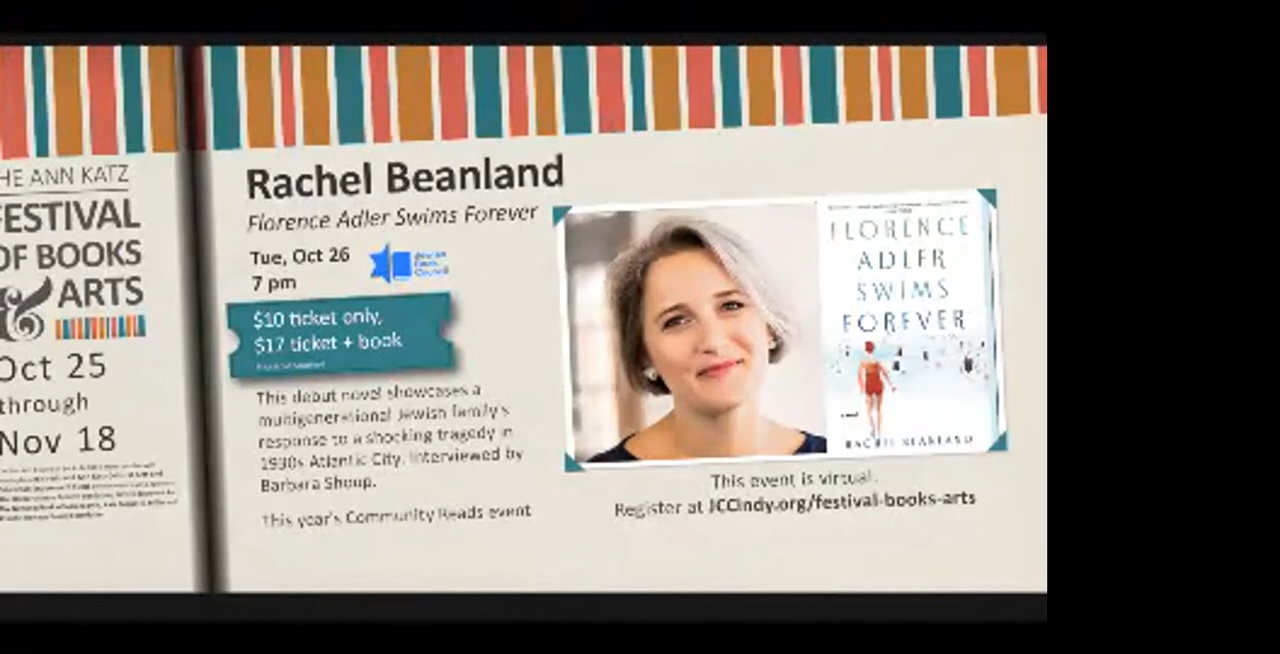 HE ANN KATZ
FESTIVAL
OF BOOKS
& ARTS
Oct 25
through
Nov 18
Rachel Beanland
Florence Adler Swims Forever
Tue, Oct 26
7 pm
Jewish
Book
Council
$10 ticket only,
$17 ticket + book
This debut novel showcases a
multigenerational Jewish family's
response to a shocking tragedy in
1930s Atlantic City. Interviewed by
Barbara Shoup.
This year's Community Reads event
FLORENCE
ADLER
SWIMS
FOREVER
RACHEL BEANLAND
This event is virtual.
Register at JCCindy.org/festival-books-arts